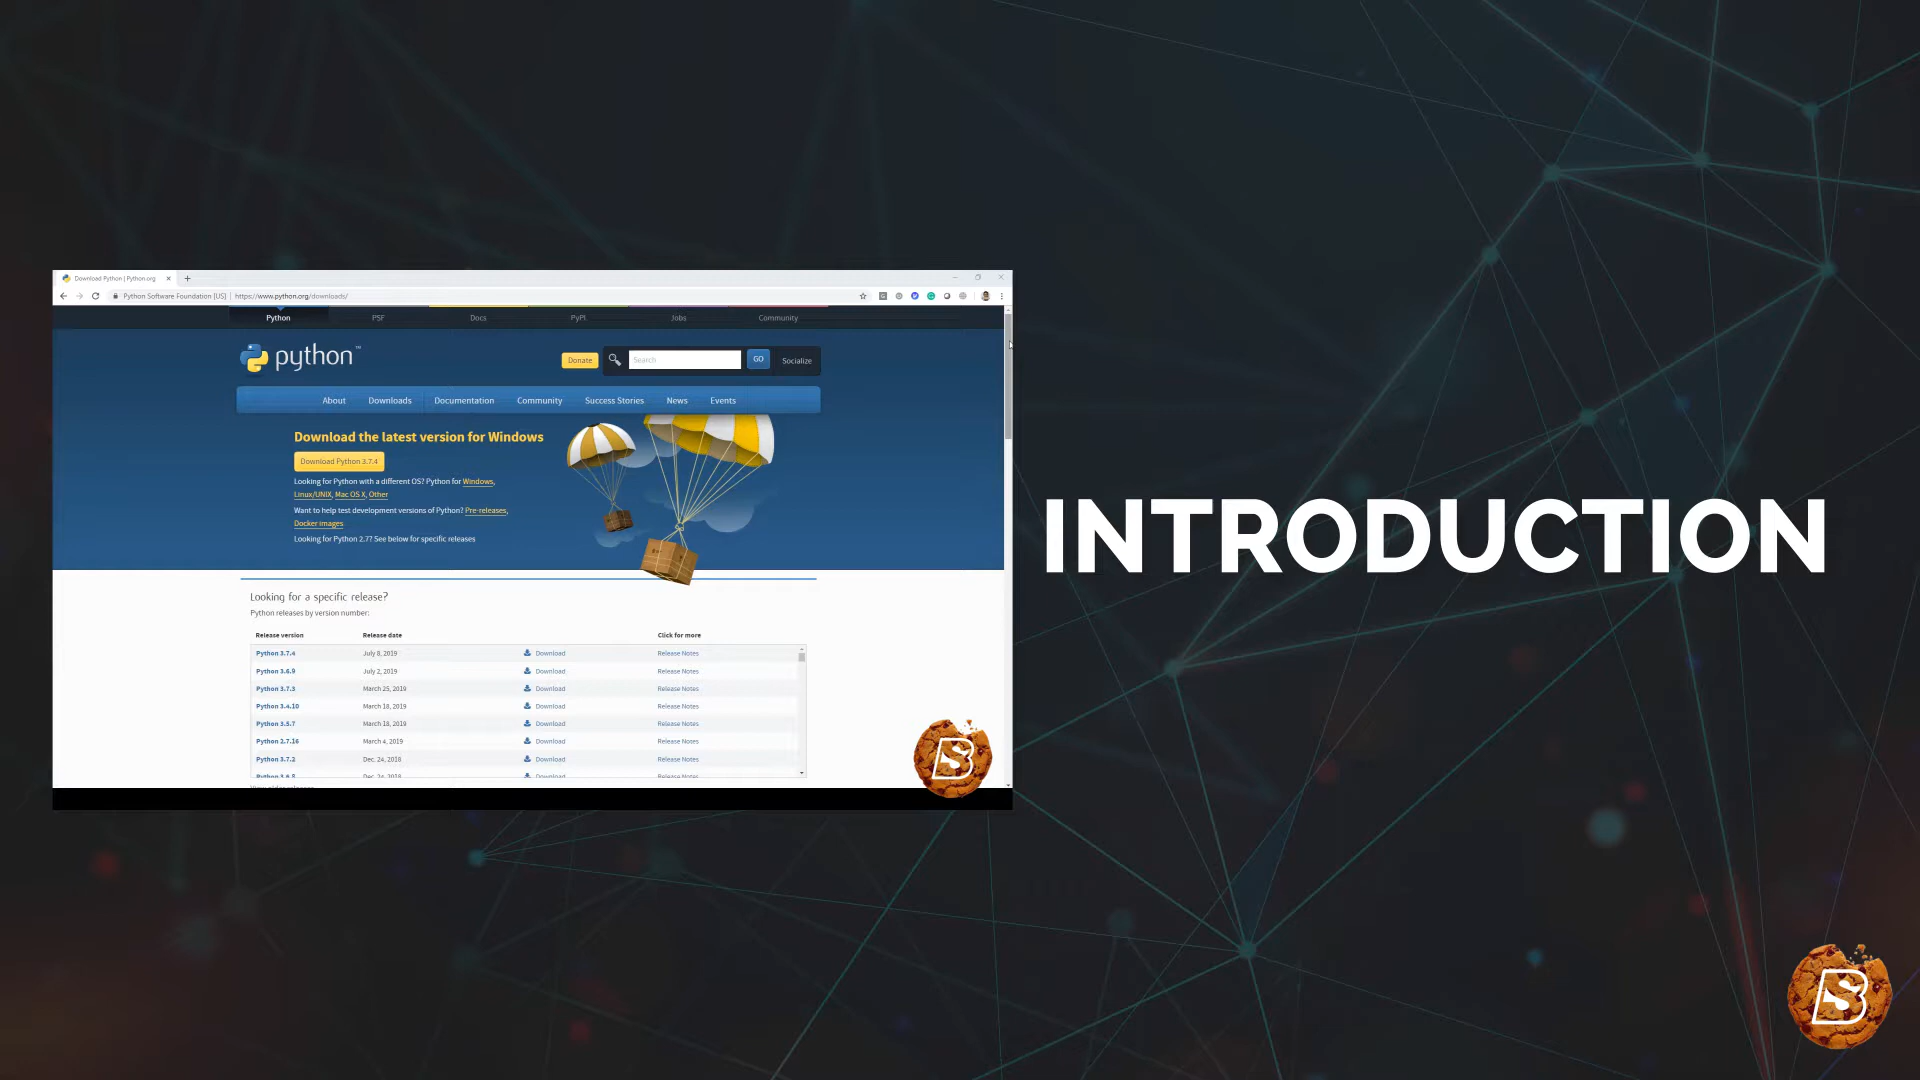 Download Python | Python.org
Python Software Foundation [US] | https://www.python.org/downloads/
Python PSF Docs PyPI Jobs Community
python™
Donate Search GO Socialize
About Downloads Documentation Community Success Stories News Events
Download the latest version for Windows
Download Python 3.7.4
Looking for Python with a different OS? Python for Windows,
Linux/UNIX, Mac OS X, Other
Want to help test development versions of Python? Pre-releases,
Docker images
Looking for Python 2.7? See below for specific releases
INTRODUCTION
Looking for a specific release?
Python releases by version number:
Release version Release date Click for more
Python 3.7.4 July 8, 2019 Download Release Notes
Python 3.6.9 July 2, 2019 Download Release Notes
Python 3.7.3 March 25, 2019 Download Release Notes
Python 3.4.10 March 18, 2019 Download Release Notes
Python 3.5.7 March 18, 2019 Download Release Notes
Python 2.7.16 March 4, 2019 Download Release Notes
Python 3.7.2 Dec. 24, 2018 Download Release Notes